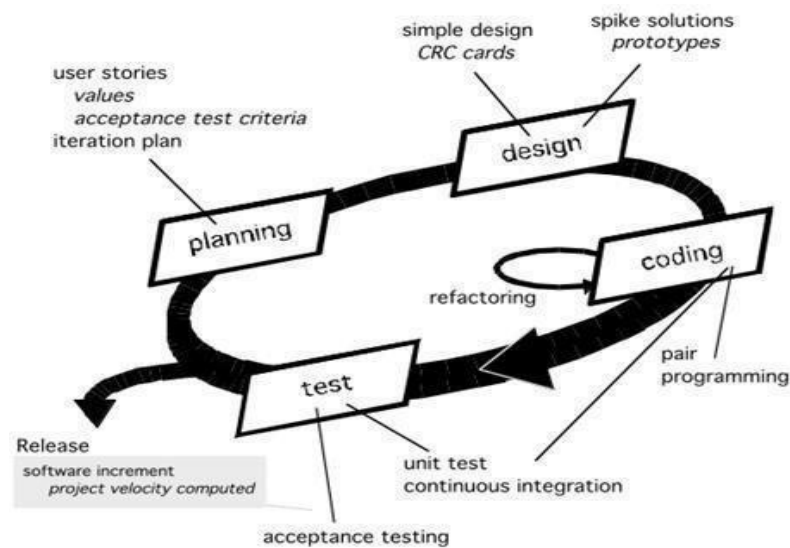 simple design
CRC cards
spike solutions
prototypes
user stories
values
acceptance test criteria
iteration plan
design
planning
coding
refactoring
pair
programming
test
Release
software increment
project velocity computed
unit test
continuous integration
acceptance testing